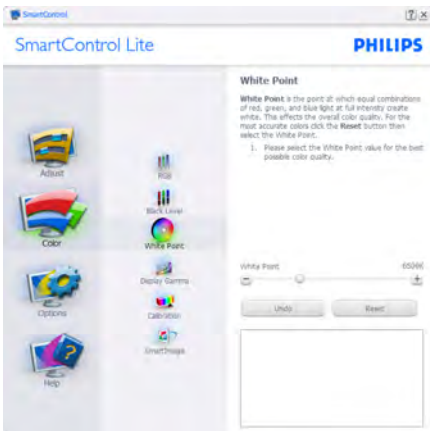 SmartControl
SmartControl Lite
PHILIPS
White Point
White Point is the point at which equal combinations
of red, green, and blue light at full intensity create
white. This effects the overall color quality. For the
most accurate colors click the Reset button then
select the White Point.
1. Please select the White Point value for the best
possible color quality.
Adjust
Color
Options
Help
RGB
Black Level
White Point
Display Gamma
Calibration
SmartImage
White Point 6500K
Undo Reset